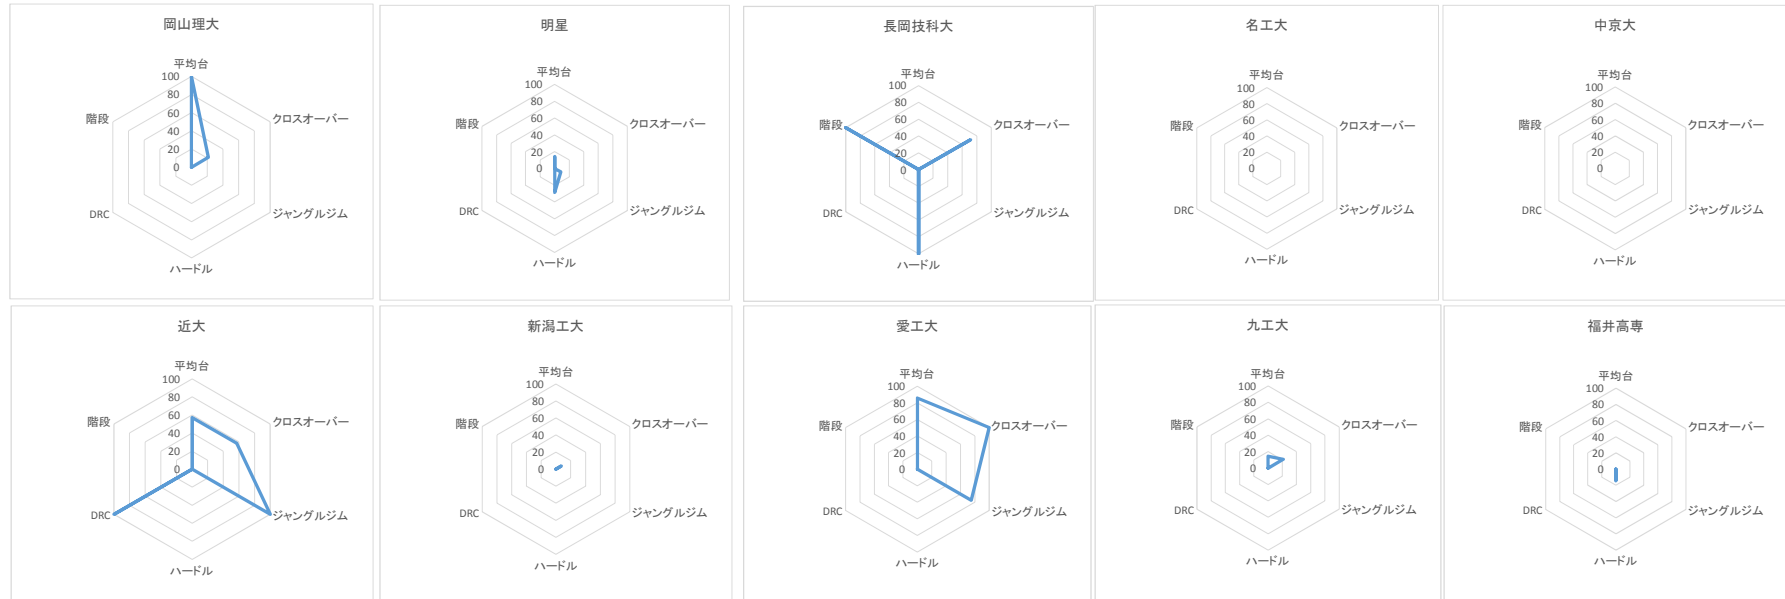 岡山理大
平均台
100
80
60
40
20
0
クロスオーバー
ジャングルジム
ハードル
DRC
階段
明星
平均台
100
80
60
40
20
0
クロスオーバー
ジャングルジム
ハードル
DRC
階段
長岡技科大
平均台
100
80
60
40
20
0
クロスオーバー
ジャングルジム
ハードル
DRC
階段
名工大
平均台
100
80
60
40
20
0
クロスオーバー
ジャングルジム
ハードル
DRC
階段
中京大
平均台
100
80
60
40
20
0
クロスオーバー
ジャングルジム
ハードル
DRC
階段
近大
平均台
100
80
60
40
20
0
クロスオーバー
ジャングルジム
ハードル
DRC
階段
新潟工大
平均台
100
80
60
40
20
0
クロスオーバー
ジャングルジム
ハードル
DRC
階段
愛工大
平均台
100
80
60
40
20
0
クロスオーバー
ジャングルジム
ハードル
DRC
階段
九工大
平均台
100
80
60
40
20
0
クロスオーバー
ジャングルジム
ハードル
DRC
階段
福井高専
平均台
100
80
60
40
20
0
クロスオーバー
ジャングルジム
ハードル
DRC
階段